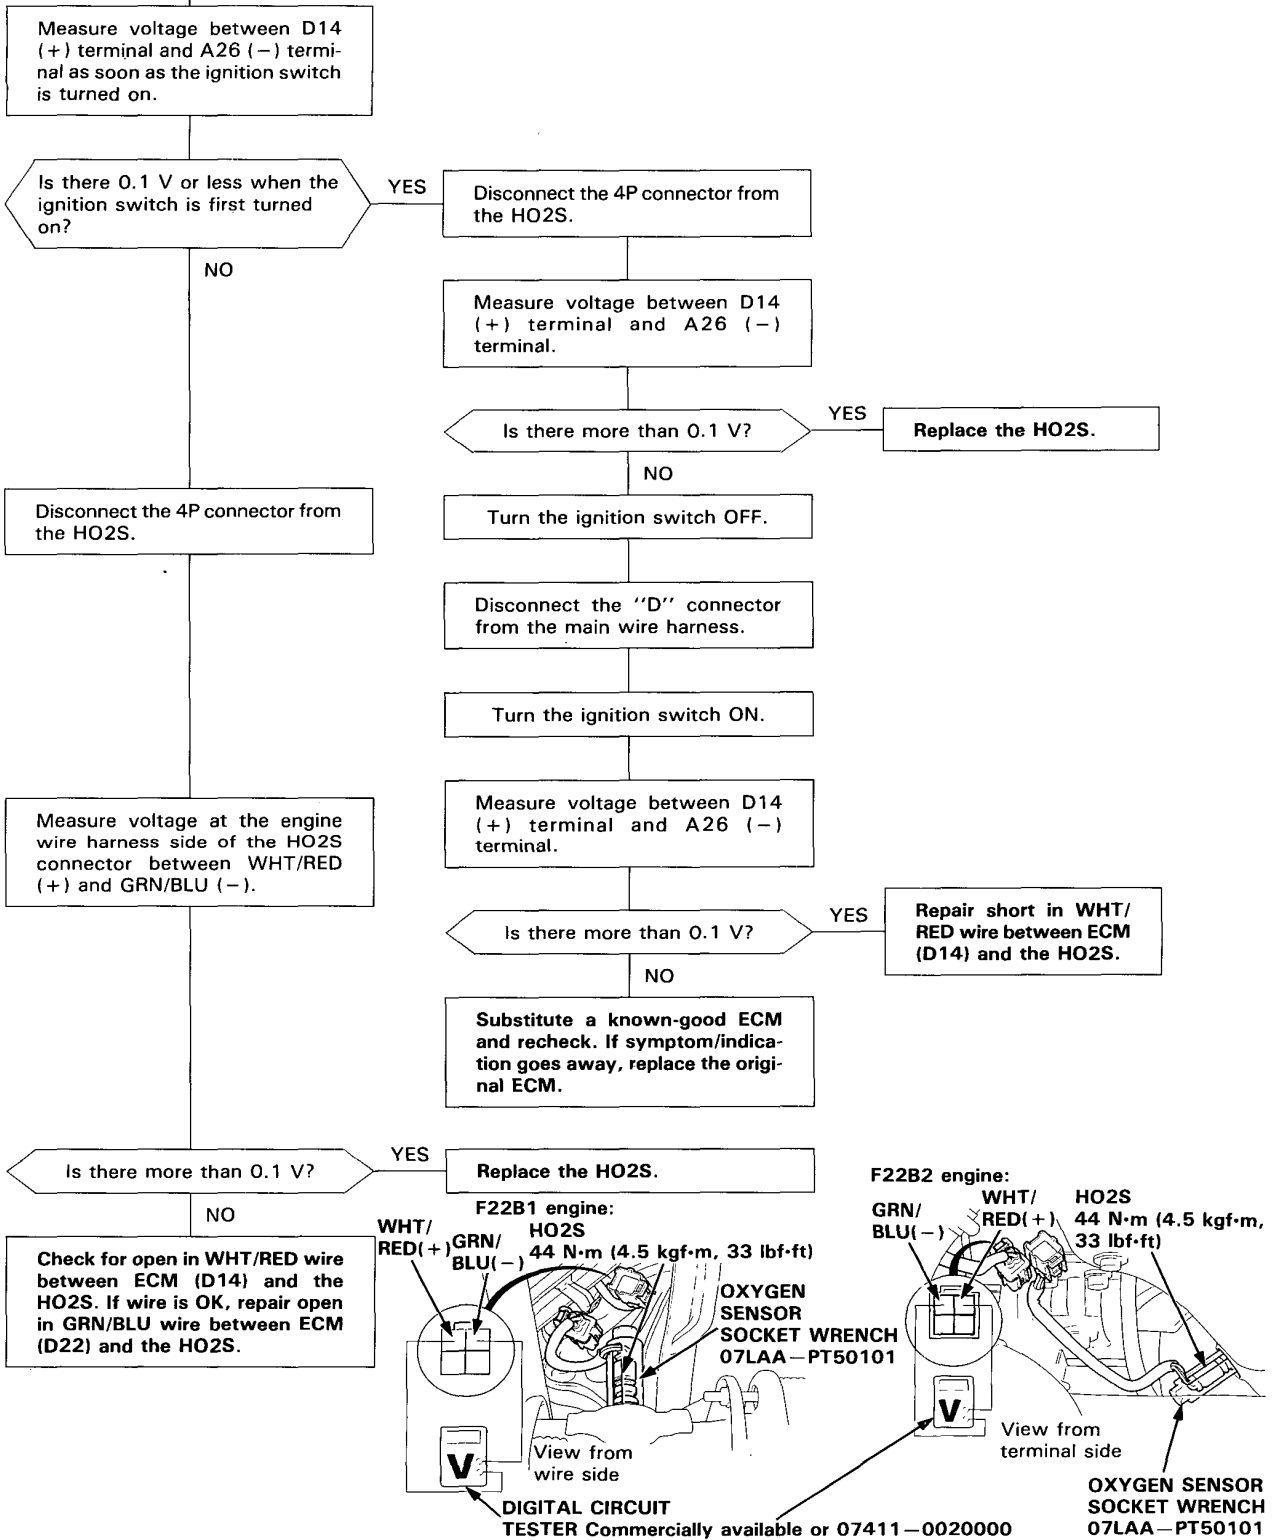 Measure voltage between D14
(+) terminal and A26 (−) termi-
nal as soon as the ignition switch
is turned on.
Is there 0.1 V or less when the
ignition switch is first turned
on?
YES
NO
Disconnect the 4P connector from
the HO2S.
Measure voltage between D14
(+) terminal and A26 (−)
terminal.
Is there more than 0.1 V?
YES
Replace the HO2S.
NO
Turn the ignition switch OFF.
Disconnect the "D" connector
from the main wire harness.
Turn the ignition switch ON.
Measure voltage between D14
(+) terminal and A26 (−)
terminal.
Is there more than 0.1 V?
YES
Repair short in WHT/
RED wire between ECM
(D14) and the HO2S.
NO
Substitute a known-good ECM
and recheck. If symptom/indica-
tion goes away, replace the origi-
nal ECM.
Disconnect the 4P connector from
the HO2S.
Measure voltage at the engine
wire harness side of the HO2S
connector between WHT/RED
(+) and GRN/BLU (−).
Is there more than 0.1 V?
YES
Replace the HO2S.
NO
Check for open in WHT/RED wire
between ECM (D14) and the
HO2S. If wire is OK, repair open
in GRN/BLU wire between ECM
(D22) and the HO2S.
F22B1 engine:
WHT/
RED(+)
GRN/
BLU(−)
HO2S
44 N·m (4.5 kgf·m, 33 lbf·ft)
OXYGEN
SENSOR
SOCKET WRENCH
07LAA−PT50101
V
View from
wire side
DIGITAL CIRCUIT
TESTER Commercially available or 07411−0020000
F22B2 engine:
GRN/
BLU(−)
WHT/
RED(+)
HO2S
44 N·m (4.5 kgf·m,
33 lbf·ft)
V
View from
terminal side
OXYGEN SENSOR
SOCKET WRENCH
07LAA−PT50101